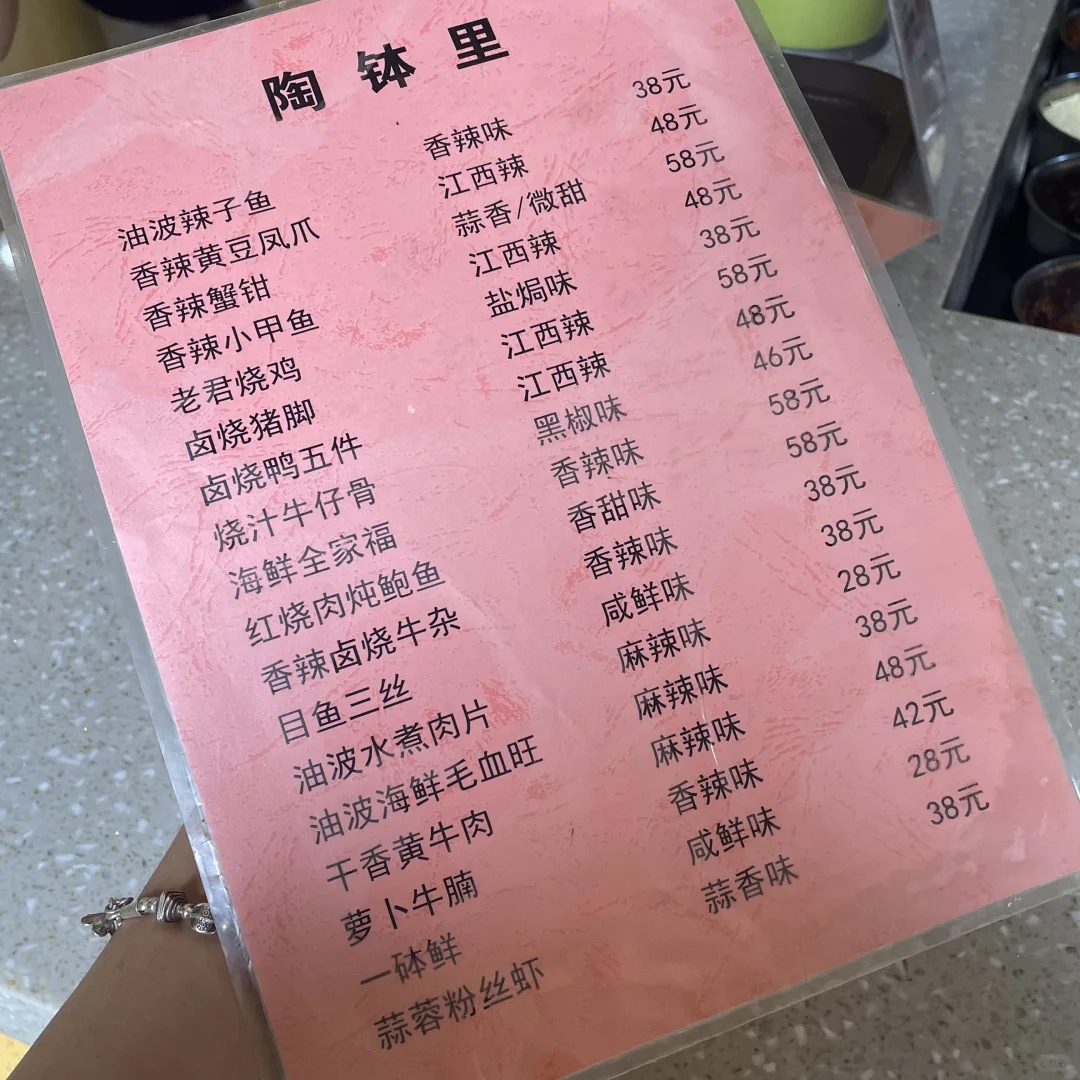 陶钵里
油波辣子鱼 香辣味 38元
香辣黄豆凤爪 江西辣 48元
香辣蟹钳 蒜香/微甜 58元
香辣小甲鱼 江西辣 48元
老君烧鸡 盐焗味 38元
卤烧猪脚 江西辣 58元
卤烧鸭五件 江西辣 48元
烧汁牛仔骨 黑椒味 46元
海鲜全家福 香辣味 58元
红烧肉炖鲍鱼 香甜味 58元
香辣卤烧牛杂 香辣味 38元
目鱼三丝 咸鲜味 38元
油波水煮肉片 麻辣味 28元
油波海鲜毛血旺 麻辣味 38元
干香黄牛肉 麻辣味 48元
萝卜牛腩 香辣味 42元
一砵鲜 咸鲜味 28元
蒜蓉粉丝虾 蒜香味 38元